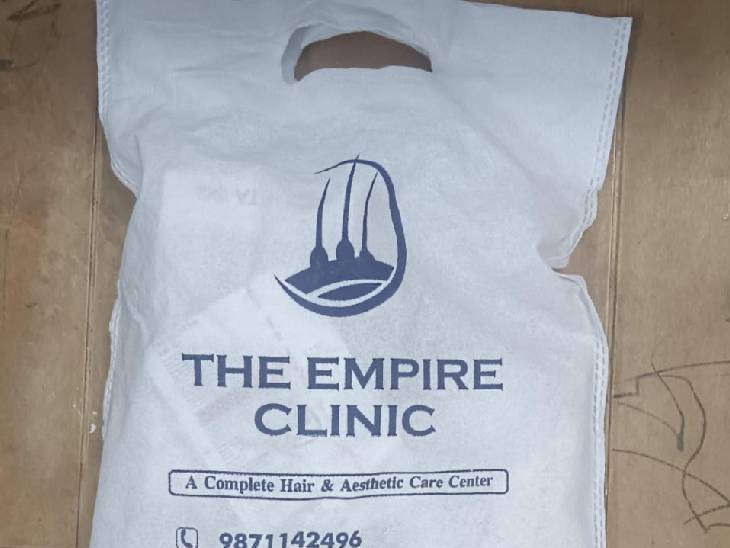 THE EMPIRE
CLINIC
A Complete Hair & Aesthetic Care Center
9871142496